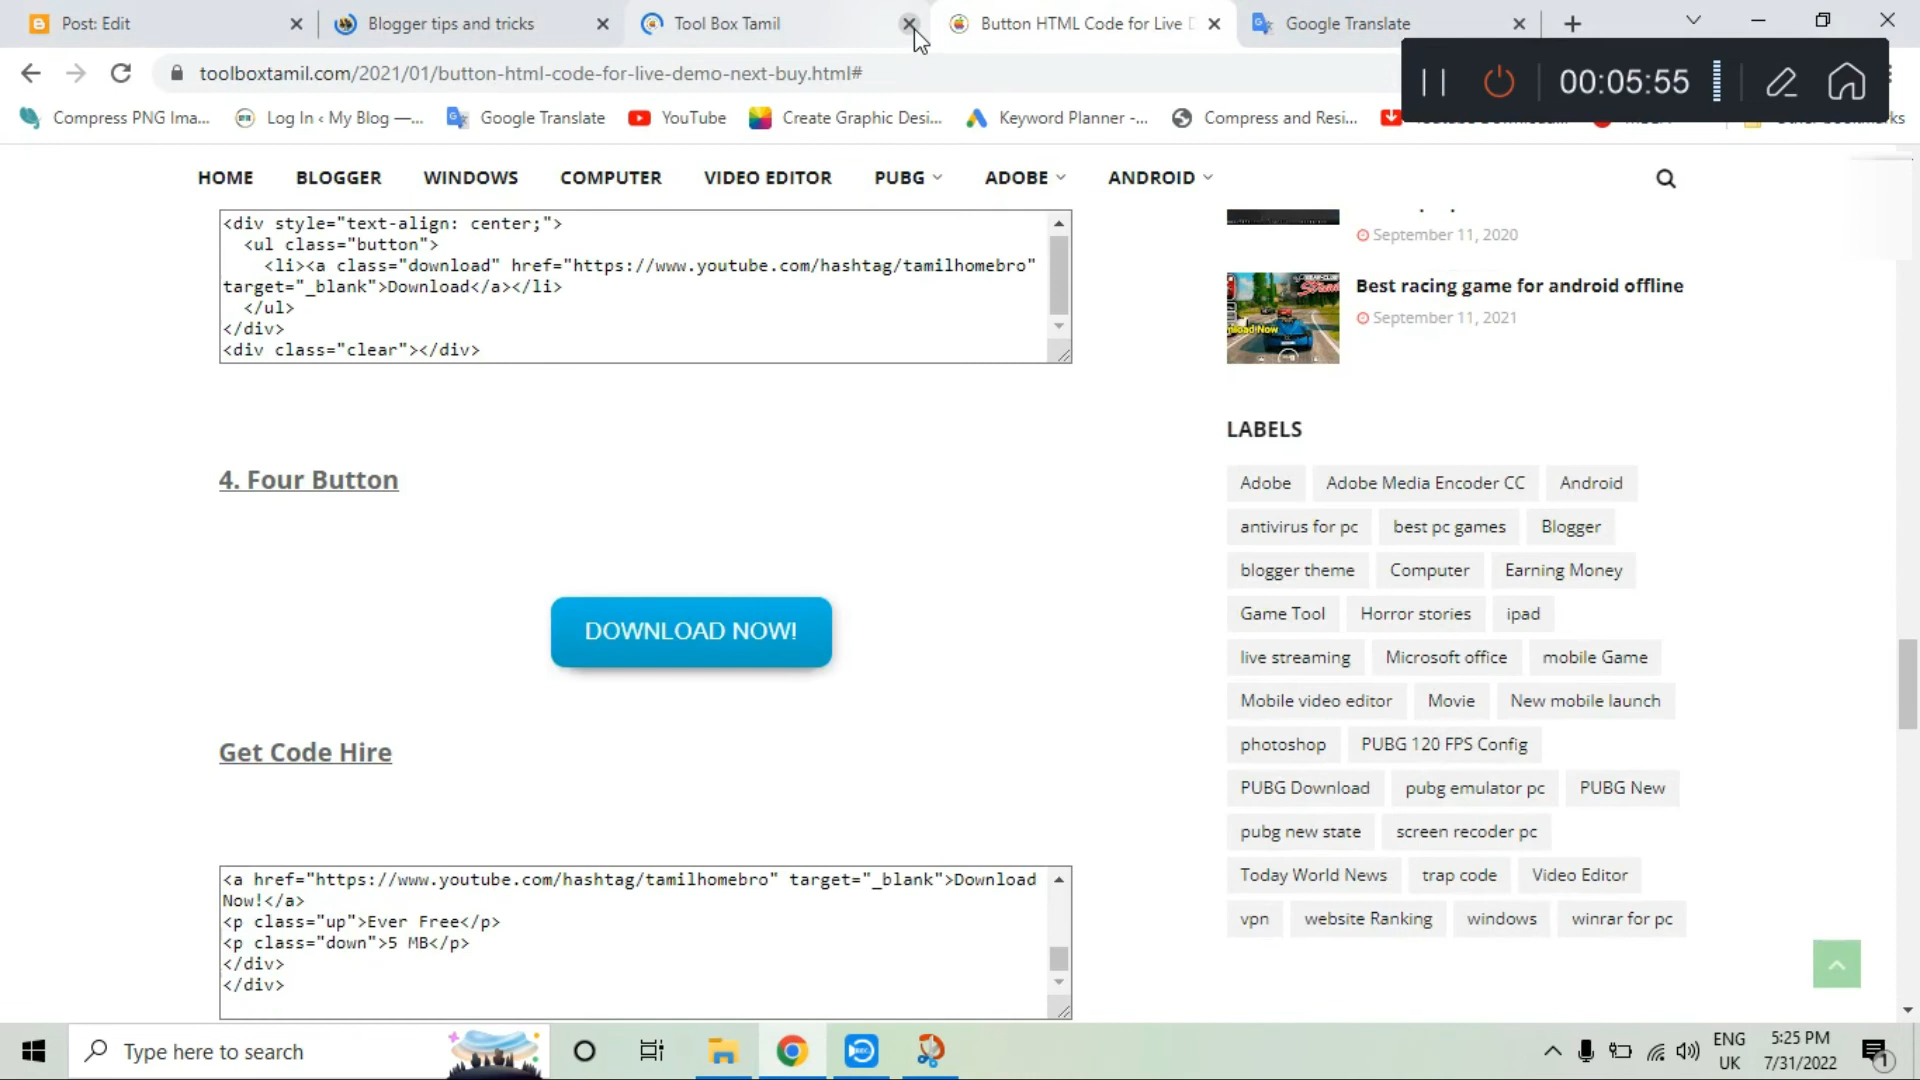 Post: Edit
Blogger tips and tricks
Tool Box Tamil
Button HTML Code for Live D
Google Translate
toolboxtamil.com/2021/01/button-html-code-for-live-demo-next-buy.html#
00:05:55
Compress PNG Ima...
Log In ‹ My Blog —...
Google Translate
YouTube
Create Graphic Desi...
Keyword Planner -...
Compress and Resi...
HOME
BLOGGER
WINDOWS
COMPUTER
VIDEO EDITOR
PUBG
ADOBE
ANDROID
<div style="text-align: center;">
<ul class="button">
<li><a class="download" href="https://www.youtube.com/hashtag/tamilhomebro"
target="_blank">Download</a></li>
</ul>
</div>
<div class="clear"></div>
4. Four Button
DOWNLOAD NOW!
Get Code Hire
<a href="https://www.youtube.com/hashtag/tamilhomebro" target="_blank">Download
Now!</a>
<p class="up">Ever Free</p>
<p class="down">5 MB</p>
</div>
</div>
September 11, 2020
Best racing game for android offline
September 11, 2021
LABELS
Adobe
Adobe Media Encoder CC
Android
antivirus for pc
best pc games
Blogger
blogger theme
Computer
Earning Money
Game Tool
Horror stories
ipad
live streaming
Microsoft office
mobile Game
Mobile video editor
Movie
New mobile launch
photoshop
PUBG 120 FPS Config
PUBG Download
pubg emulator pc
PUBG New
pubg new state
screen recoder pc
Today World News
trap code
Video Editor
vpn
website Ranking
windows
winrar for pc
Type here to search
ENG
UK
5:25 PM
7/31/2022
1